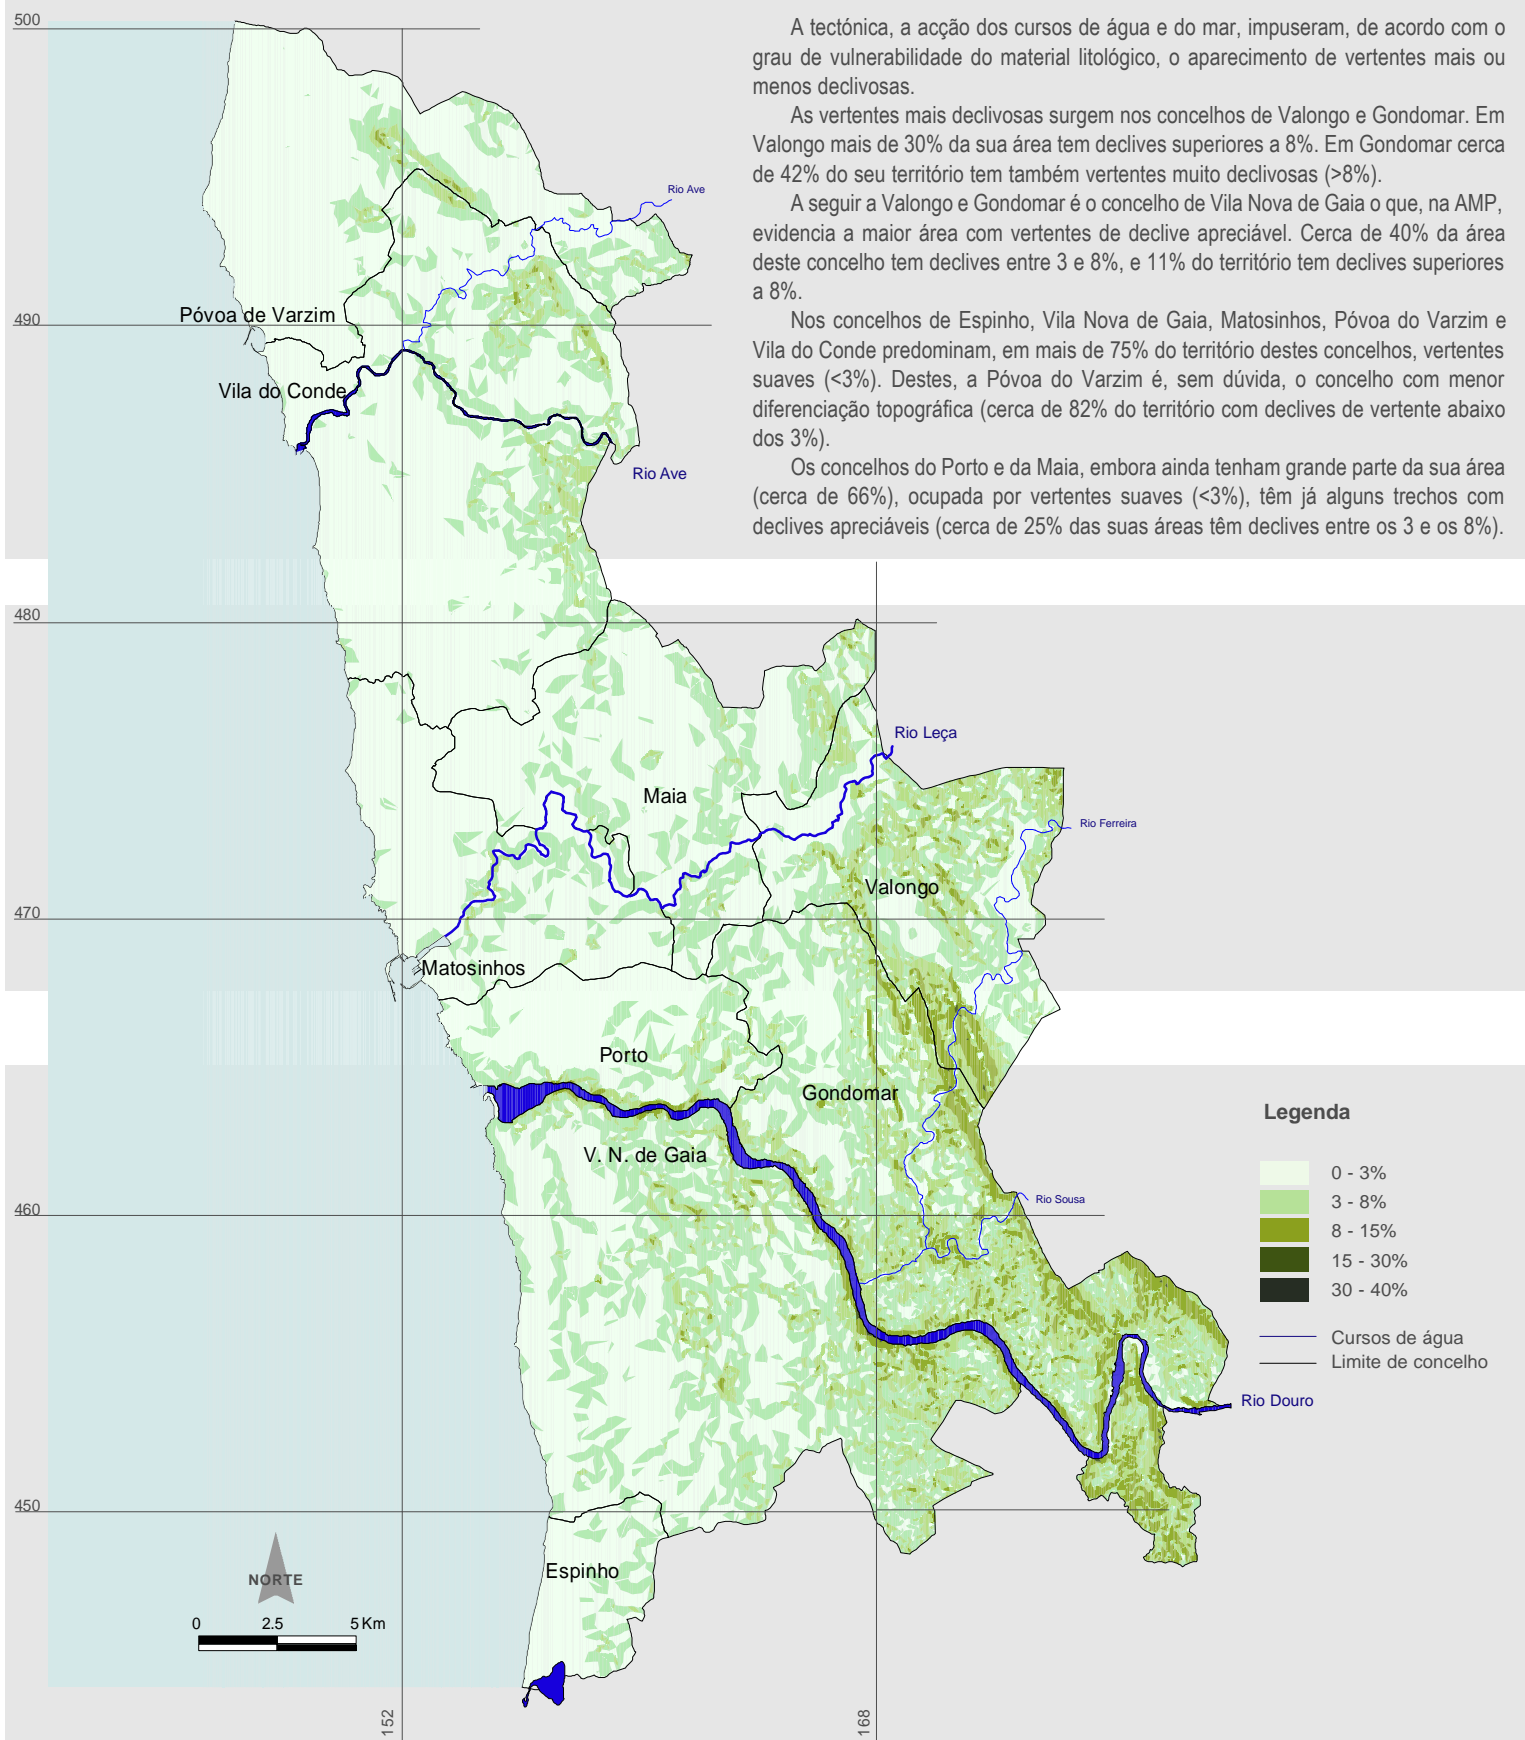 500
A tectónica, a acção dos cursos de água e do mar, impuseram, de acordo com o
grau de vulnerabilidade do material litológico, o aparecimento de vertentes mais ou
menos declivosas.
As vertentes mais declivosas surgem nos concelhos de Valongo e Gondomar. Em
Valongo mais de 30% da sua área tem declives superiores a 8%. Em Gondomar cerca
de 42% do seu território tem também vertentes muito declivosas (>8%).
A seguir a Valongo e Gondomar é o concelho de Vila Nova de Gaia o que, na AMP,
evidencia a maior área com vertentes de declive apreciável. Cerca de 40% da área
deste concelho tem declives entre 3 e 8%, e 11% do território tem declives superiores
a 8%.
Nos concelhos de Espinho, Vila Nova de Gaia, Matosinhos, Póvoa do Varzim e
Vila do Conde predominam, em mais de 75% do território destes concelhos, vertentes
suaves (<3%). Destes, a Póvoa do Varzim é, sem dúvida, o concelho com menor
diferenciação topográfica (cerca de 82% do território com declives de vertente abaixo
dos 3%).
Os concelhos do Porto e da Maia, embora ainda tenham grande parte da sua área
(cerca de 66%), ocupada por vertentes suaves (<3%), têm já alguns trechos com
declives apreciáveis (cerca de 25% das suas áreas têm declives entre os 3 e os 8%).
Rio Ave
490
Póvoa de Varzim
Vila do Conde
Rio Ave
480
Rio Leça
Maia
Rio Ferreira
Valongo
470
Matosinhos
Porto
Gondomar
V. N. de Gaia
Rio Sousa
460
Legenda
0 - 3%
3 - 8%
8 - 15%
15 - 30%
30 - 40%
Cursos de água
Limite de concelho
Rio Douro
450
Espinho
NORTE
0 2.5 5 Km
152
168